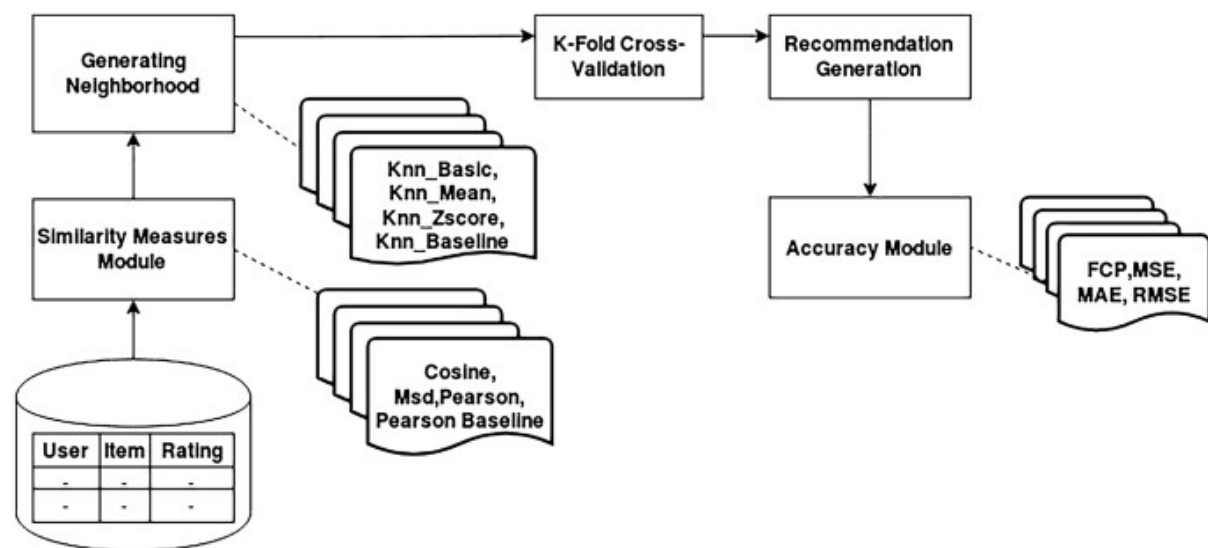 Generating
Neighborhood
K-Fold Cross-
Validation
Recommendation
Generation
Knn_Basic,
Knn_Mean,
Knn_Zscore,
Knn_Baseline
Similarity Measures
Module
Accuracy Module
FCP,MSE,
MAE, RMSE
Cosine,
Msd,Pearson,
Pearson Baseline
User Item Rating
- - -
- - -